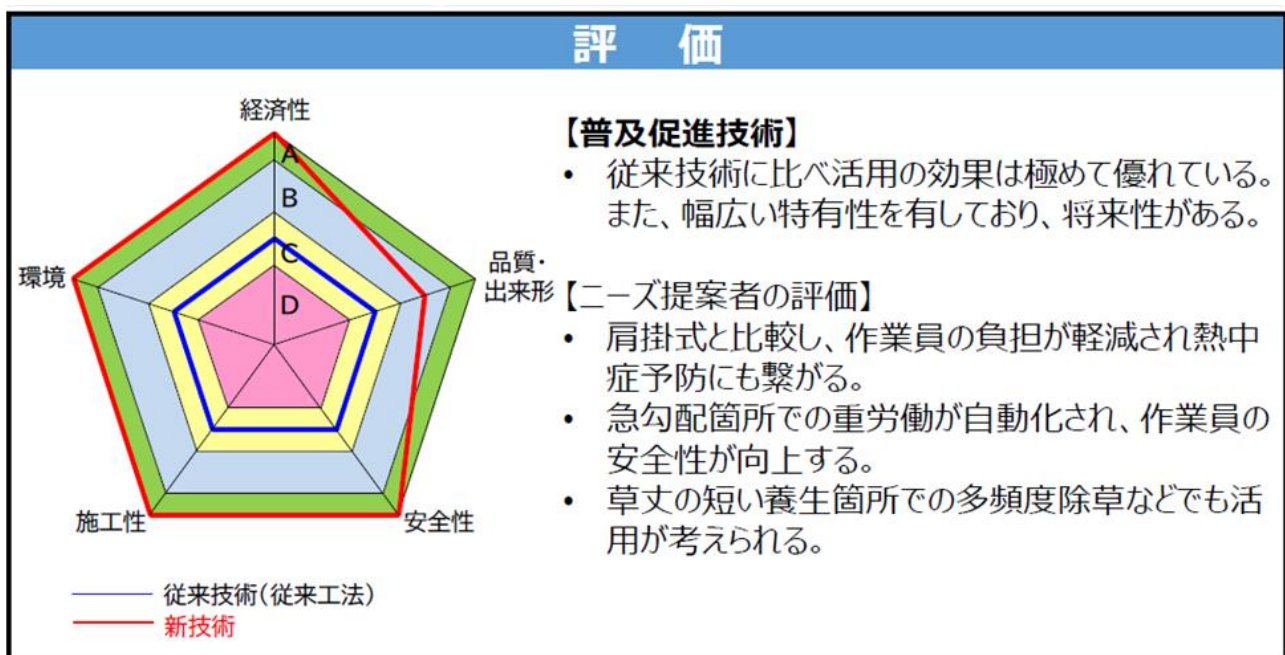 評 価
経済性
A
B
C
D
環境
品質・
出来形
施工性
安全性
従来技術(従来工法)
新技術
【普及促進技術】
• 従来技術に比べ活用の効果は極めて優れている。
また、幅広い特有性を有しており、将来性がある。
【ニーズ提案者の評価】
• 肩掛式と比較し、作業員の負担が軽減され熱中
症予防にも繋がる。
• 急勾配箇所での重労働が自動化され、作業員の
安全性が向上する。
• 草丈の短い養生箇所での多頻度除草などでも活
用が考えられる。